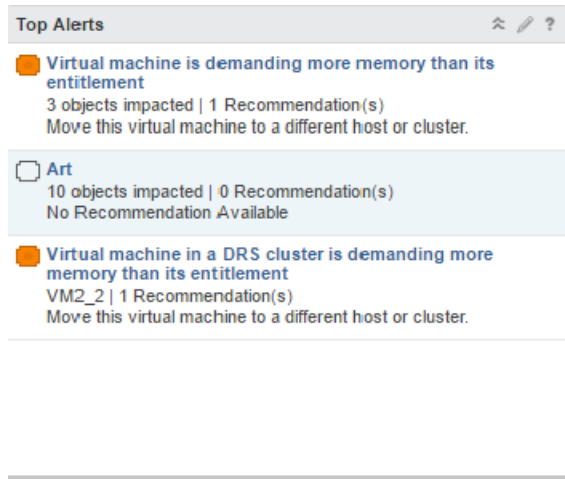 Top Alerts ?
Virtual machine is demanding more memory than its
entitlement
3 objects impacted | 1 Recommendation(s)
Move this virtual machine to a different host or cluster.
Art
10 objects impacted | 0 Recommendation(s)
No Recommendation Available
Virtual machine in a DRS cluster is demanding more
memory than its entitlement
VM2_2 | 1 Recommendation(s)
Move this virtual machine to a different host or cluster.